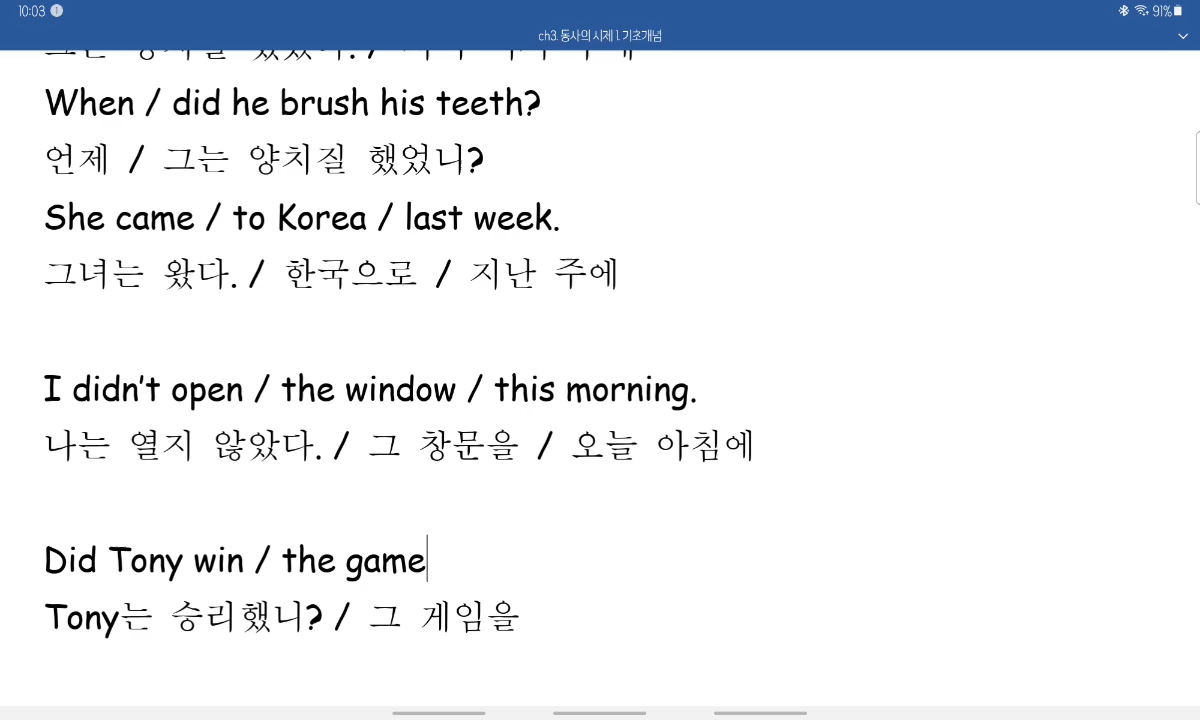 10:03
91%
ch3. 동사의 시제 1. 기초개념
When / did he brush his teeth?
언제 / 그는 양치질 했었니?
She came / to Korea / last week.
그녀는 왔다. / 한국으로 / 지난 주에
I didn't open / the window / this morning.
나는 열지 않았다. / 그 창문을 / 오늘 아침에
Did Tony win / the game
Tony는 승리했니? / 그 게임을